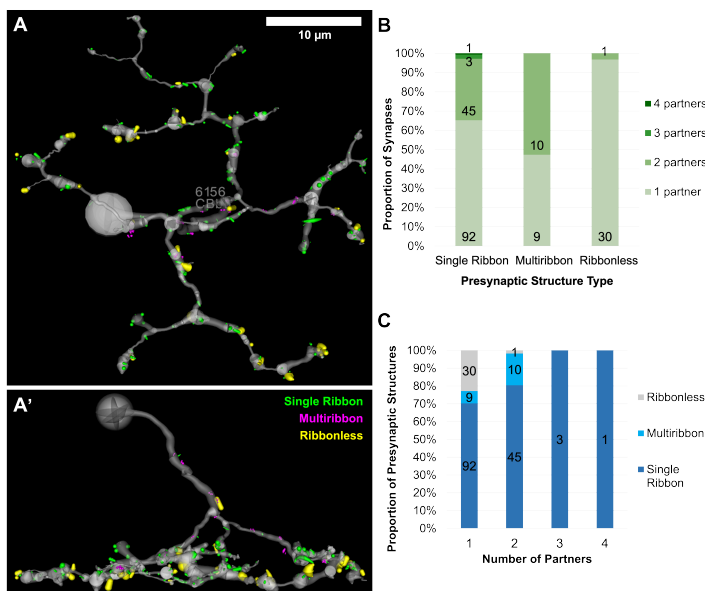 A
10 µm
6156
CBL
A'
Single Ribbon
Multiribbon
Ribbonless
B
100%
90%
80%
70%
60%
50%
40%
30%
20%
10%
0%
Proportion of Synapses
1
3
45
92
10
9
1
30
Single Ribbon Multiribbon Ribbonless
Presynaptic Structure Type
4 partners
3 partners
2 partners
1 partner
C
100%
90%
80%
70%
60%
50%
40%
30%
20%
10%
0%
Proportion of Presynaptic Structures
30
9
92
1
10
45
3
1
1 2 3 4
Number of Partners
Ribbonless
Multiribbon
Single
Ribbon